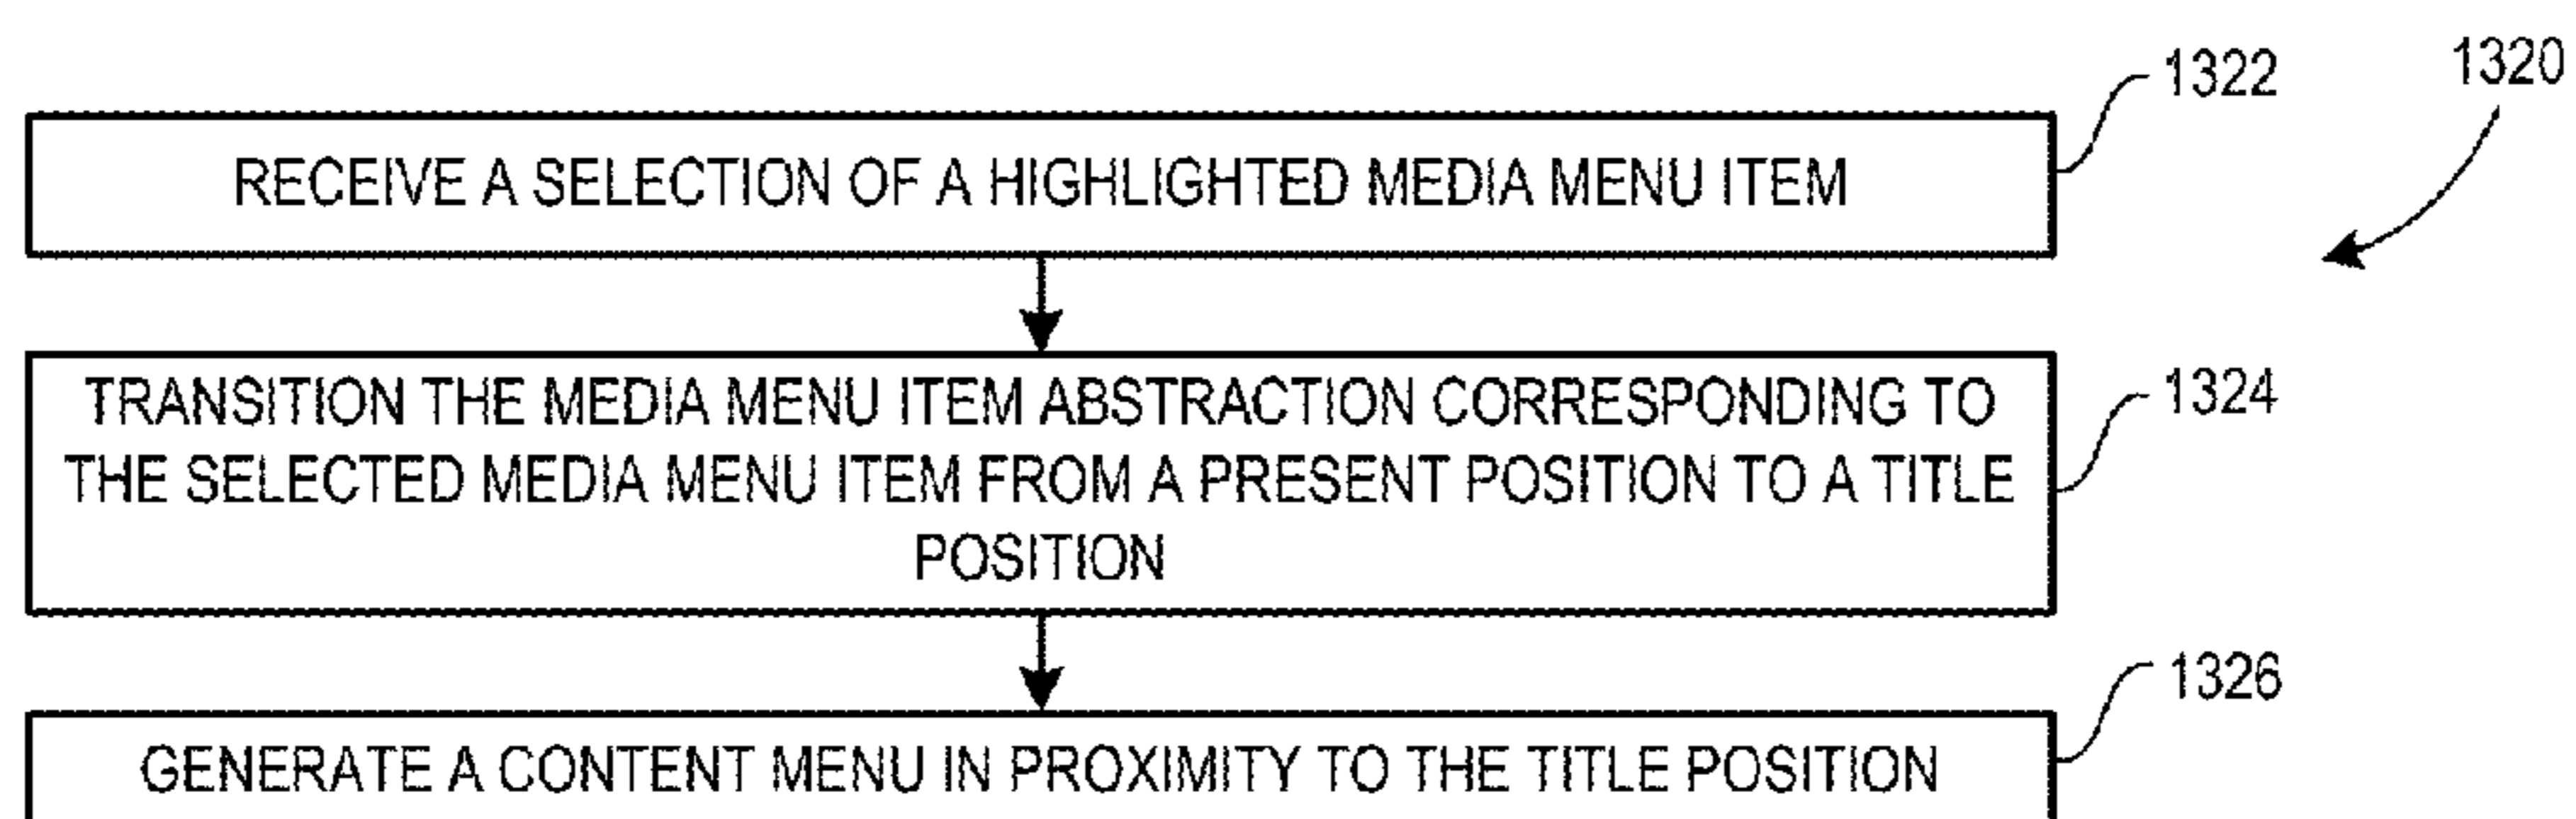 1320
1322
RECEIVE A SELECTION OF A HIGHLIGHTED MEDIA MENU ITEM
1324
TRANSITION THE MEDIA MENU ITEM ABSTRACTION CORRESPONDING TO
THE SELECTED MEDIA MENU ITEM FROM A PRESENT POSITION TO A TITLE
POSITION
1326
GENERATE A CONTENT MENU IN PROXIMITY TO THE TITLE POSITION